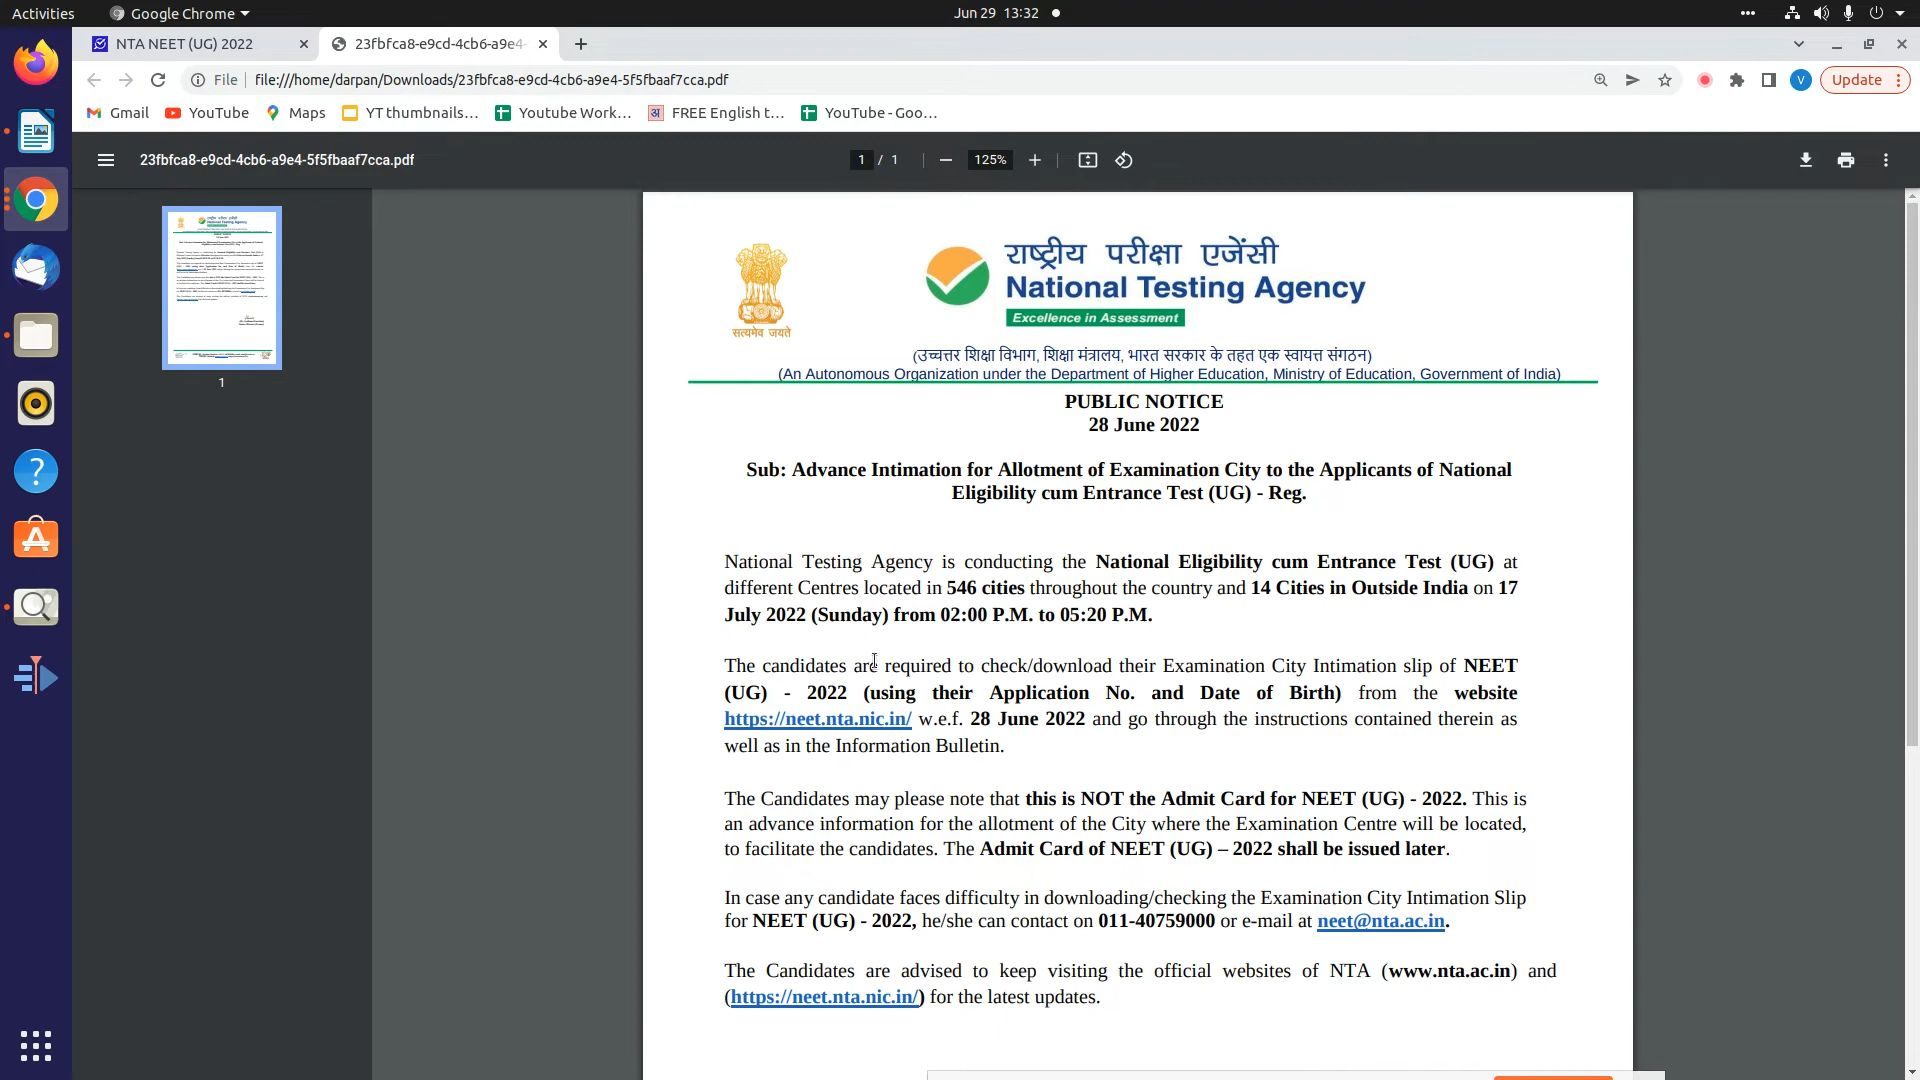 Activities
Google Chrome
Jun 29 13:32
NTA NEET (UG) 2022
23fbfca8-e9cd-4cb6-a9e4-
File
file:///home/darpan/Downloads/23fbfca8-e9cd-4cb6-a9e4-5f5fbaaf7cca.pdf
V
Update
Gmail
YouTube
Maps
YT thumbnails...
Youtube Work...
FREE English t...
YouTube - Goo...
23fbfca8-e9cd-4cb6-a9e4-5f5fbaaf7cca.pdf
1 / 1
125%
1
सत्यमेव जयते
राष्ट्रीय परीक्षा एजेंसी
National Testing Agency
Excellence in Assessment
(उच्चत्तर शिक्षा विभाग, शिक्षा मंत्रालय, भारत सरकार के तहत एक स्वायत्त संगठन)
(An Autonomous Organization under the Department of Higher Education, Ministry of Education, Government of India)
PUBLIC NOTICE
28 June 2022
Sub: Advance Intimation for Allotment of Examination City to the Applicants of National
Eligibility cum Entrance Test (UG) - Reg.
National Testing Agency is conducting the National Eligibility cum Entrance Test (UG) at
different Centres located in 546 cities throughout the country and 14 Cities in Outside India on 17
July 2022 (Sunday) from 02:00 P.M. to 05:20 P.M.
The candidates are required to check/download their Examination City Intimation slip of NEET
(UG) - 2022 (using their Application No. and Date of Birth) from the website
https://neet.nta.nic.in/ w.e.f. 28 June 2022 and go through the instructions contained therein as
well as in the Information Bulletin.
The Candidates may please note that this is NOT the Admit Card for NEET (UG) - 2022. This is
an advance information for the allotment of the City where the Examination Centre will be located,
to facilitate the candidates. The Admit Card of NEET (UG) – 2022 shall be issued later.
In case any candidate faces difficulty in downloading/checking the Examination City Intimation Slip
for NEET (UG) - 2022, he/she can contact on 011-40759000 or e-mail at neet@nta.ac.in.
The Candidates are advised to keep visiting the official websites of NTA (www.nta.ac.in) and
(https://neet.nta.nic.in/) for the latest updates.